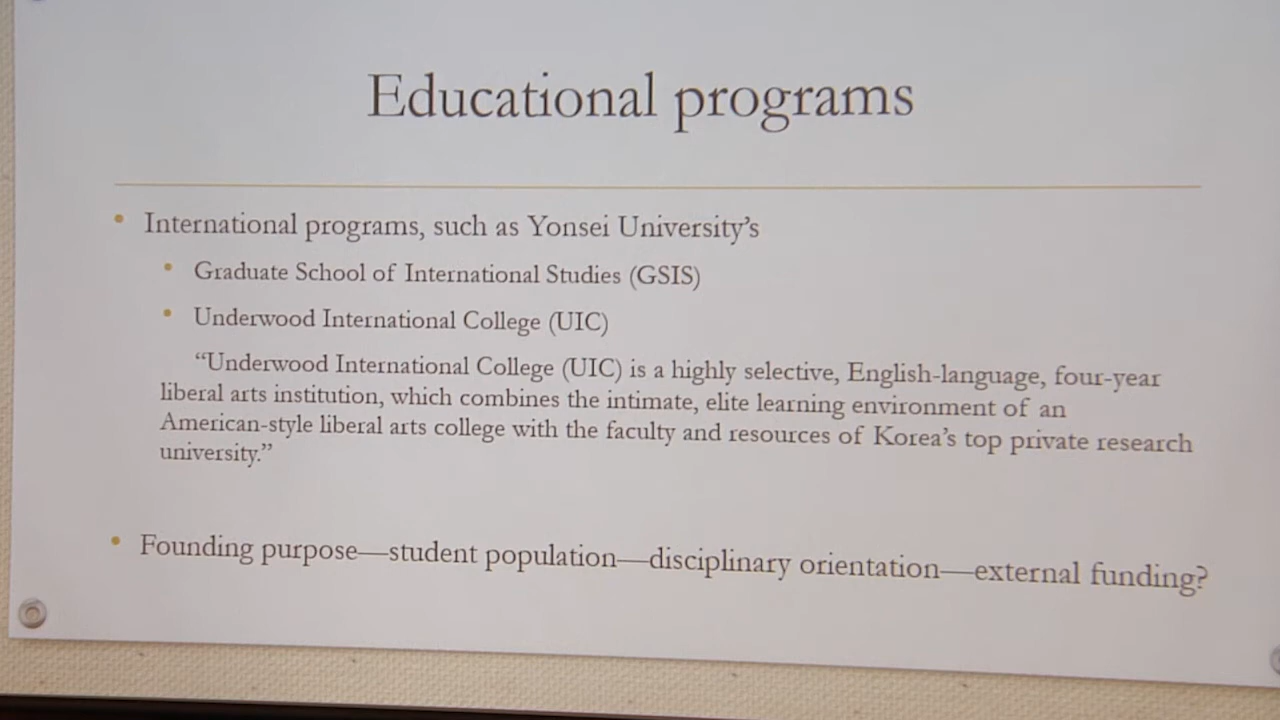 Educational programs
• International programs, such as Yonsei University’s
• Graduate School of International Studies (GSIS)
• Underwood International College (UIC)
“Underwood International College (UIC) is a highly selective, English-language, four-year
liberal arts institution, which combines the intimate, elite learning environment of an
American-style liberal arts college with the faculty and resources of Korea’s top private research
university.”
• Founding purpose—student population—disciplinary orientation—external funding?